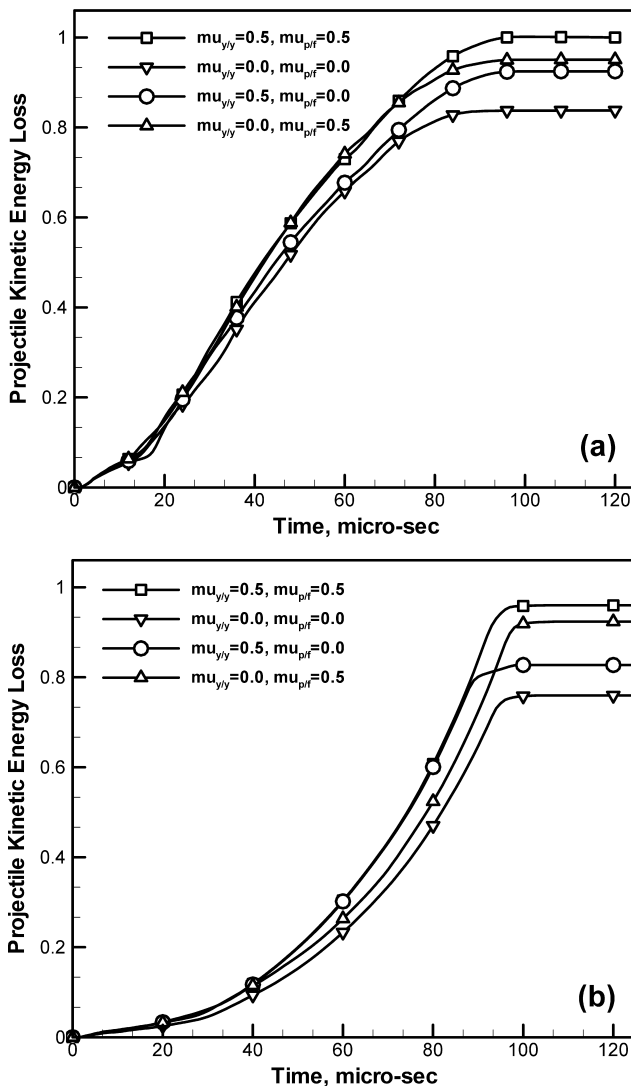 1
0.8
0.6
0.4
0.2
0
Projectile Kinetic Energy Loss
mu_y/y=0.5, mu_p/f=0.5
mu_y/y=0.0, mu_p/f=0.0
mu_y/y=0.5, mu_p/f=0.0
mu_y/y=0.0, mu_p/f=0.5
(a)
0 20 40 60 80 100 120
Time, micro-sec
1
0.8
0.6
0.4
0.2
0
Projectile Kinetic Energy Loss
mu_y/y=0.5, mu_p/f=0.5
mu_y/y=0.0, mu_p/f=0.0
mu_y/y=0.5, mu_p/f=0.0
mu_y/y=0.0, mu_p/f=0.5
(b)
0 20 40 60 80 100 120
Time, micro-sec